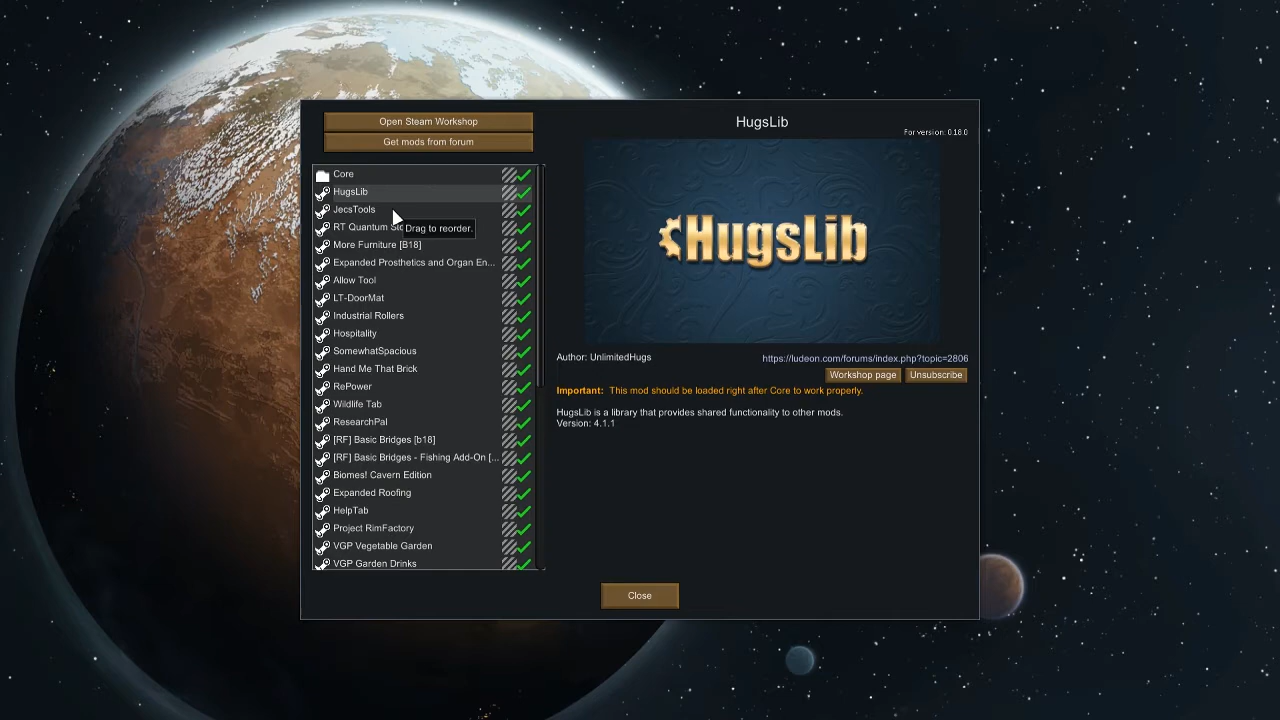 Open Steam Workshop
Get mods from forum
Core
HugsLib
JecsTools
RT Quantum
Drag to reorder.
More Furniture [B18]
Expanded Prosthetics and Organ En...
Allow Tool
LT-DoorMat
Industrial Rollers
Hospitality
SomewhatSpacious
Hand Me That Brick
RePower
Wildlife Tab
ResearchPal
[RF] Basic Bridges [b18]
[RF] Basic Bridges - Fishing Add-On [...
Biomes! Cavern Edition
Expanded Roofing
HelpTab
Project RimFactory
VGP Vegetable Garden
VGP Garden Drinks
HugsLib
For version: 0.18.0
HugsLib
Author: UnlimitedHugs
https://ludeon.com/forums/index.php?topic=2806
Workshop page
Unsubscribe
Important: This mod should be loaded right after Core to work properly.
HugsLib is a library that provides shared functionality to other mods.
Version: 4.1.1
Close